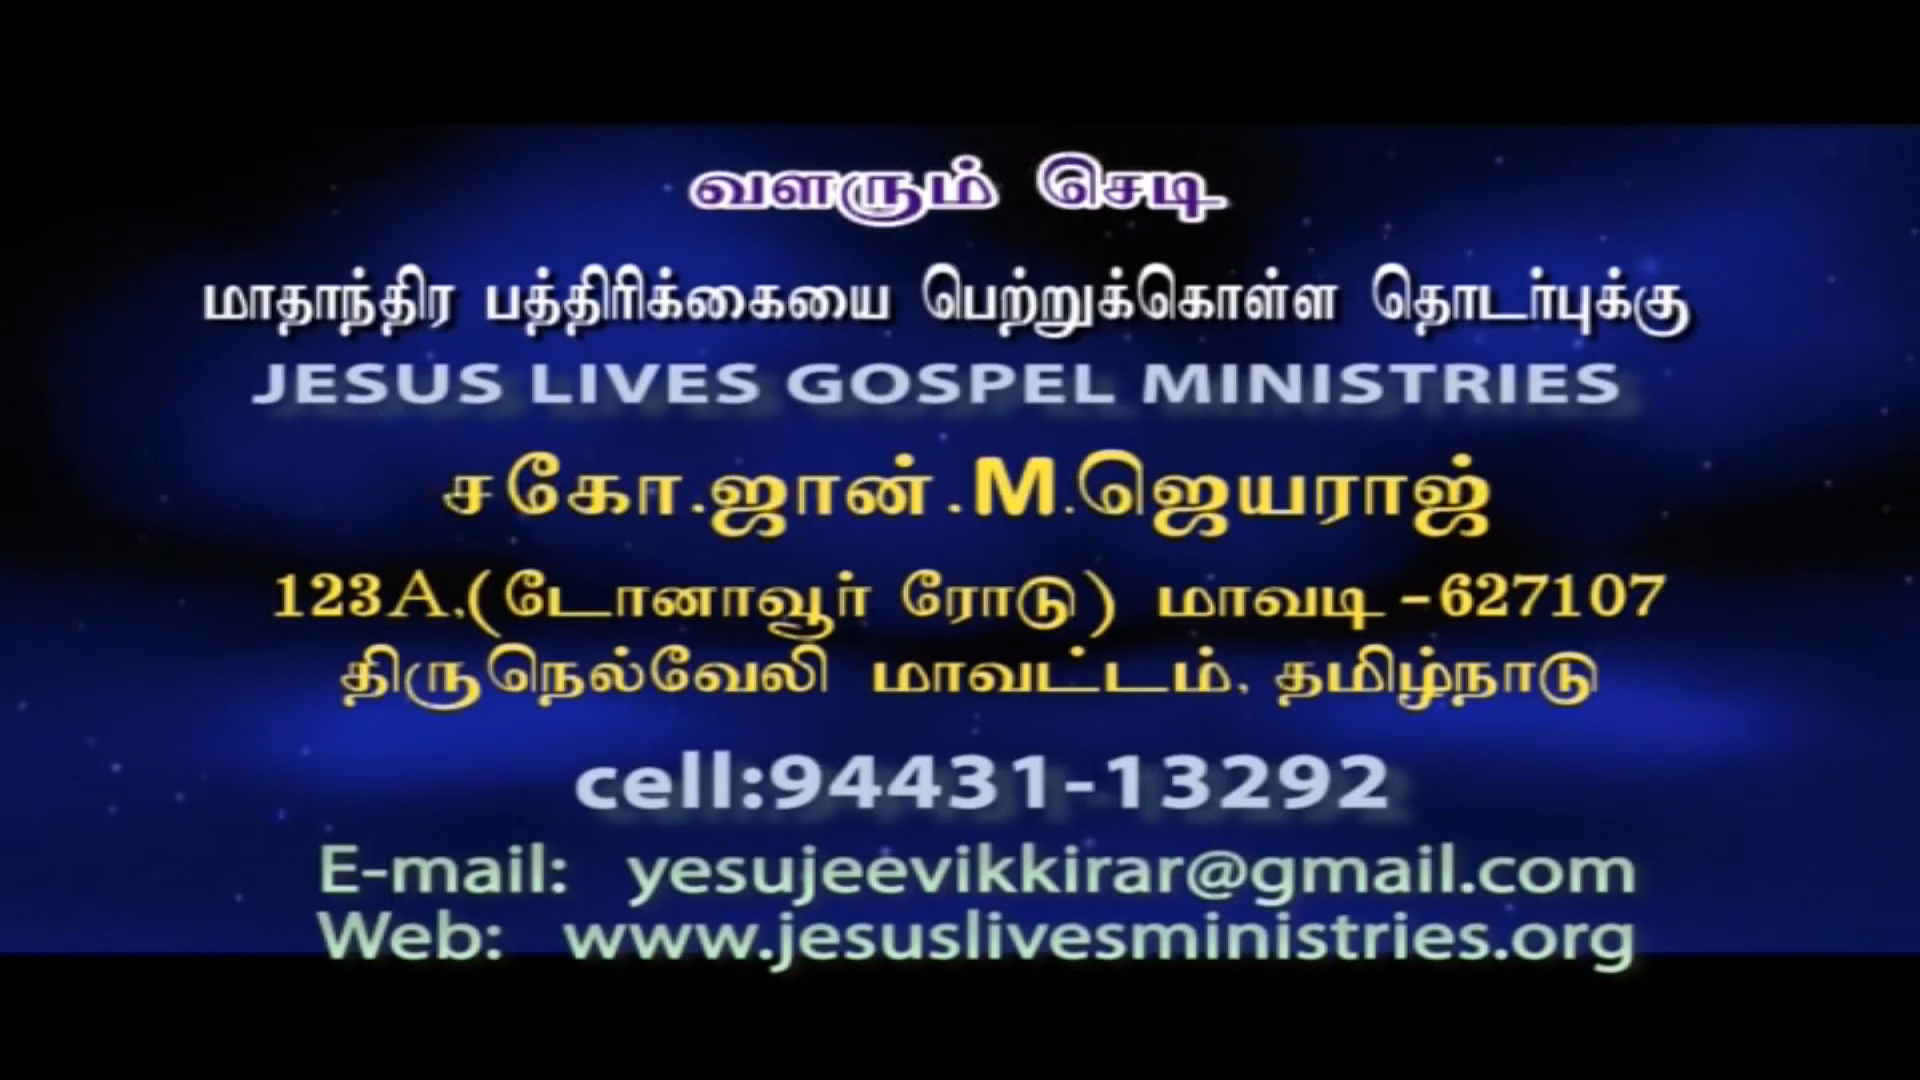 வளரும் செடி
மாதாந்திர பத்திரிக்கையை பெற்றுக்கொள்ள தொடர்புக்கு
JESUS LIVES GOSPEL MINISTRIES
சகோ.ஜான்.M.ஜெயராஜ்
123A,(டோனாவூர் ரோடு) மாவடி -627107
திருநெல்வேலி மாவட்டம், தமிழ்நாடு
cell:94431-13292
E-mail: yesujeevikkirar@gmail.com
Web: www.jesuslivesministries.org